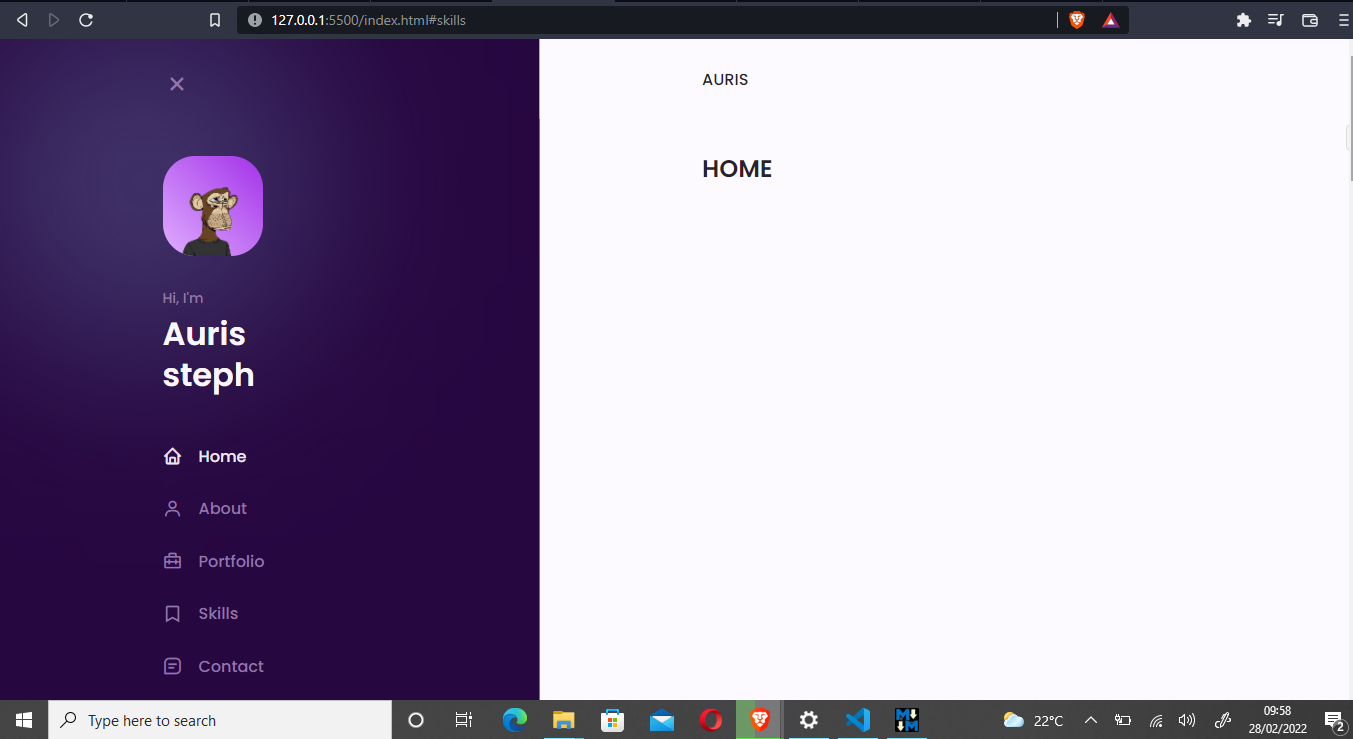 127.0.0.1:5500/index.html#skills
AURIS
HOME
Hi, I'm
Auris
steph
Home
About
Portfolio
Skills
Contact
Type here to search
22°C
09:58
28/02/2022
2
M M